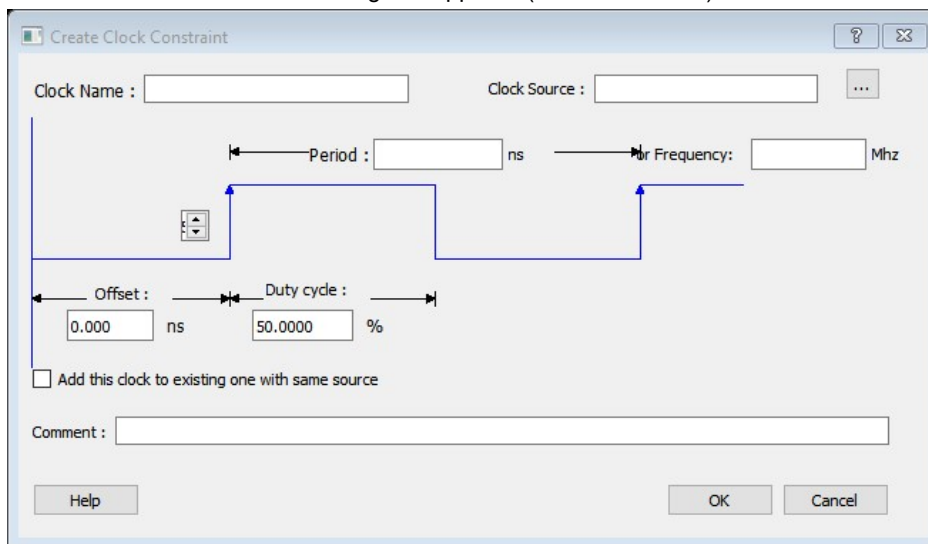 Create Clock Constraint
Clock Name :
Clock Source :
...
Period :
ns
or Frequency:
Mhz
Offset :
Duty cycle :
0.000
ns
50.0000
%
Add this clock to existing one with same source
Comment :
Help
OK
Cancel